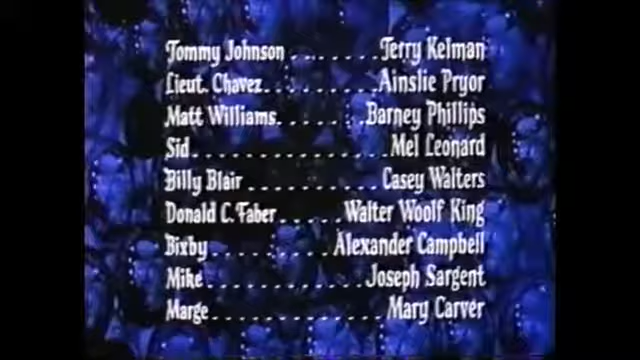 Tommy Johnson . . . . . . . Terry Kelman
Lieut. Chavez. . . . . . . . . Ainslie Pryor
Matt Williams. . . . . . Barney Phillips
Sid. . . . . . . . . . . . . . . . Mel Leonard
Billy Blair . . . . . . . . . . . Casey Walters
Donald C. Faber . . . . . Walter Woolf King
Bixby . . . . . . . . . Alexander Campbell
Mike . . . . . . . . . . . . . Joseph Sargent
Marge. . . . . . . . . . . . . . Mary Carver